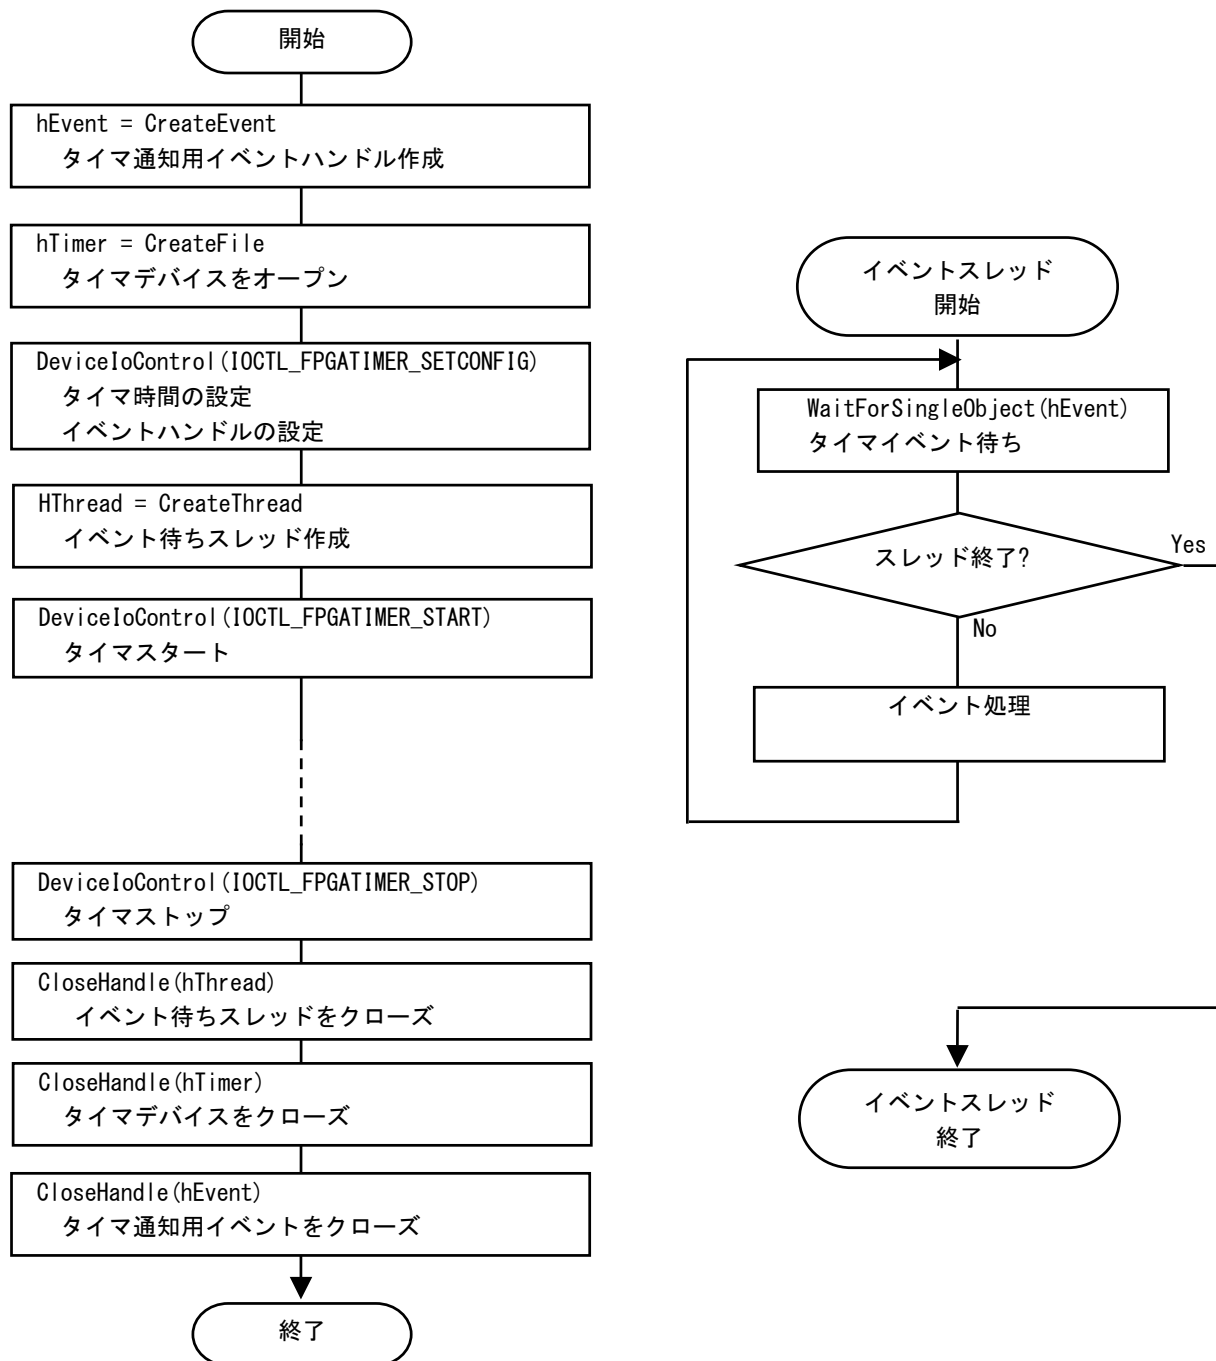 開始
hEvent = CreateEvent
タイマ通知用イベントハンドル作成
hTimer = CreateFile
タイマデバイスをオープン
DeviceIoControl(IOCTL_FPGATIMER_SETCONFIG)
タイマ時間の設定
イベントハンドルの設定
HThread = CreateThread
イベント待ちスレッド作成
DeviceIoControl(IOCTL_FPGATIMER_START)
タイマスタート
DeviceIoControl(IOCTL_FPGATIMER_STOP)
タイマストップ
CloseHandle(hThread)
イベント待ちスレッドをクローズ
CloseHandle(hTimer)
タイマデバイスをクローズ
CloseHandle(hEvent)
タイマ通知用イベントをクローズ
終了
イベントスレッド
開始
WaitForSingleObject(hEvent)
タイマイベント待ち
スレッド終了?
Yes
No
イベント処理
イベントスレッド
終了